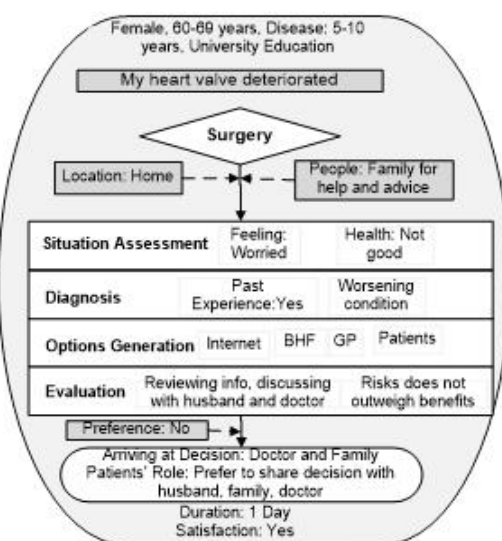 Female, 60-69 years, Disease: 5-10
years, University Education
My heart valve deteriorated
Surgery
Location: Home
People: Family for
help and advice
Situation Assessment
Feeling:
Worried
Health: Not
good
Diagnosis
Past
Experience:Yes
Worsening
condition
Options Generation
Internet
BHF
GP
Patients
Evaluation
Reviewing info, discussing
with husband and doctor
Risks does not
outweigh benefits
Preference: No
Arriving at Decision: Doctor and Family
Patients' Role: Prefer to share decision with
husband, family, doctor
Duration: 1 Day
Satisfaction: Yes